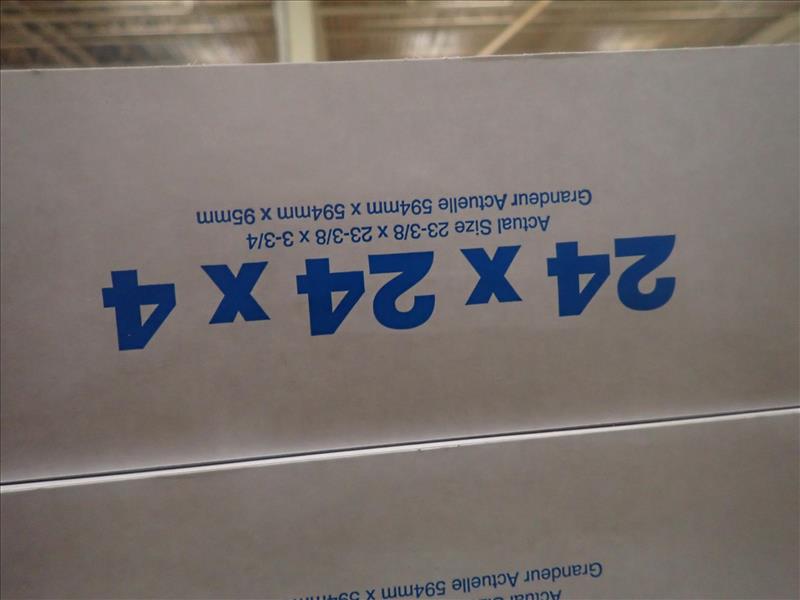 24 x 24 x 4
Actual Size 23-3/8 x 23-3/8 x 3-3/4
Grandeur Actuelle 594mm x 594mm x 95mm
Actual
Grandeur Actuelle 594mm x